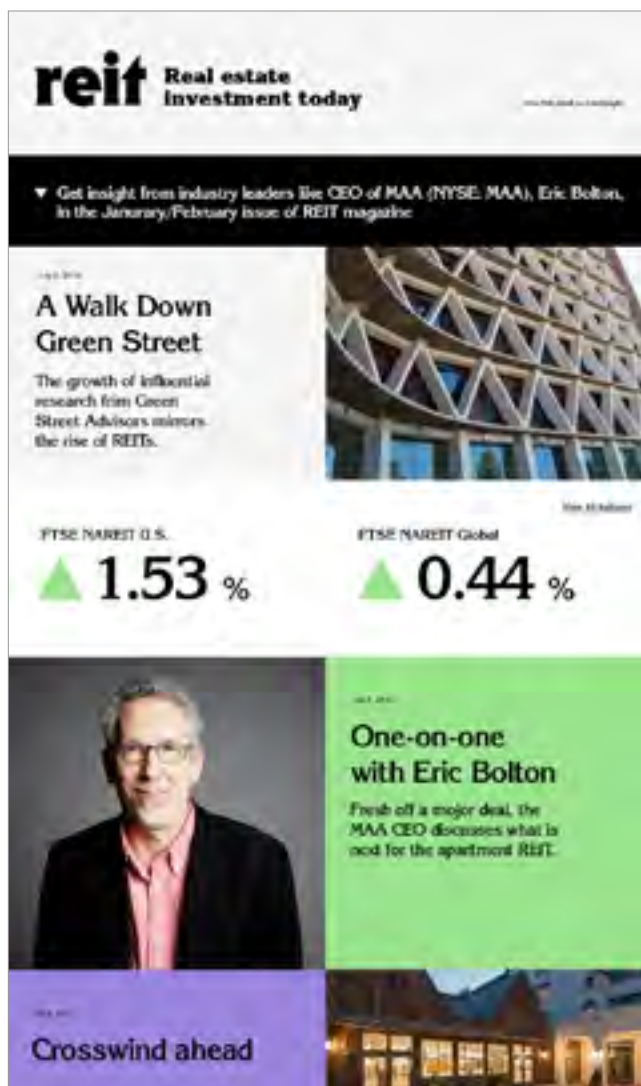 reit
Real estate
investment today
Get insight from industry leaders like CEO of MAA (NYSE: MAA), Eric Bolton,
in the Janurary/February issue of REIT magazine
A Walk Down
Green Street
The growth of influential
research from Green
Street Advisors mirrors
the rise of REITs.
FTSE NAREIT U.S.
1.53 %
FTSE NAREIT Global
0.44 %
One-on-one
with Eric Bolton
Fresh off a major deal, the
MAA CEO discusses what is
next for the apartment REIT.
Crosswind ahead